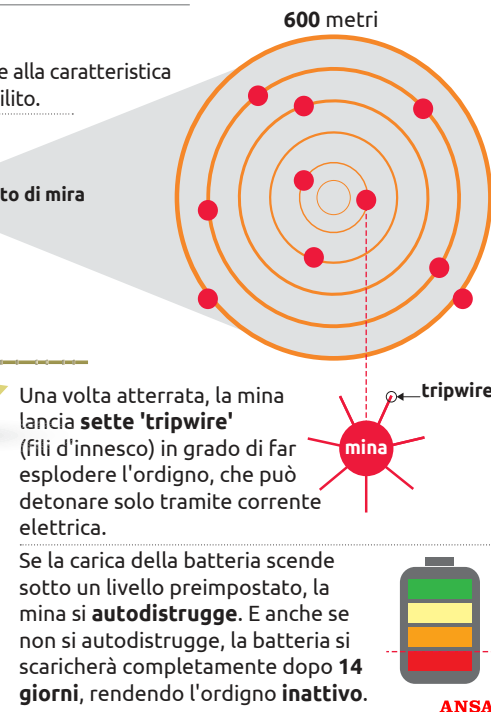 600 metri
e alla caratteristica
ilito.
to di mira
Una volta atterrata, la mina
lancia sette 'tripwire'
(fili d'innesco) in grado di far
esplodere l'ordigno, che può
detonare solo tramite corrente
elettrica.
tripwire
mina
Se la carica della batteria scende
sotto un livello preimpostato, la
mina si autodistrugge. E anche se
non si autodistrugge, la batteria si
scaricherà completamente dopo 14
giorni, rendendo l'ordigno inattivo.
ANSA